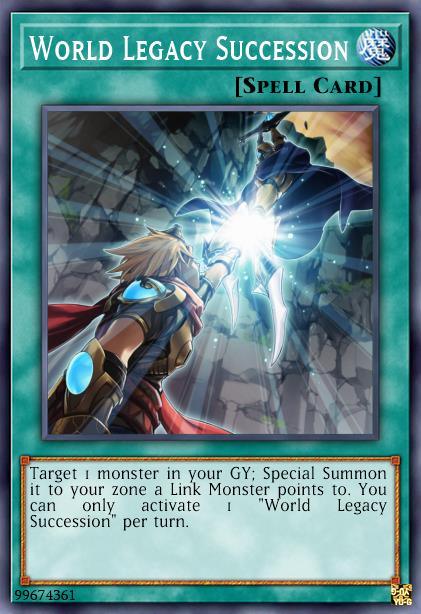 World Legacy Succession
[Spell Card]
Target 1 monster in your GY; Special Summon
it to your zone a Link Monster points to. You
can only activate 1 "World Legacy
Succession" per turn.
99674361